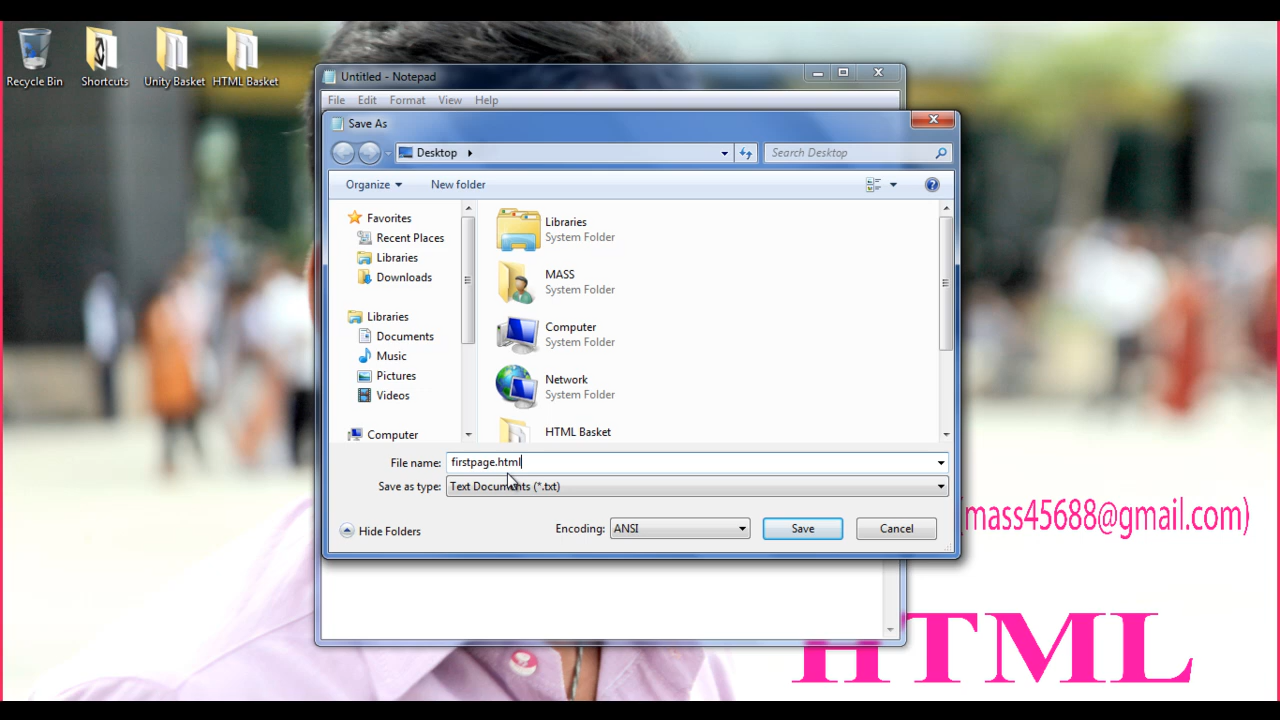 Recycle Bin
Shortcuts
Unity Basket
HTML Basket
Untitled - Notepad
File Edit Format View Help
Save As
Desktop
Search Desktop
Organize
New folder
Favorites
Recent Places
Libraries
Downloads
Libraries
Documents
Music
Pictures
Videos
Computer
Libraries
System Folder
MASS
System Folder
Computer
System Folder
Network
System Folder
HTML Basket
File name: firstpage.html
Save as type: Text Documents (*.txt)
Hide Folders
Encoding: ANSI
Save
Cancel
(mass45688@gmail.com)
HTML